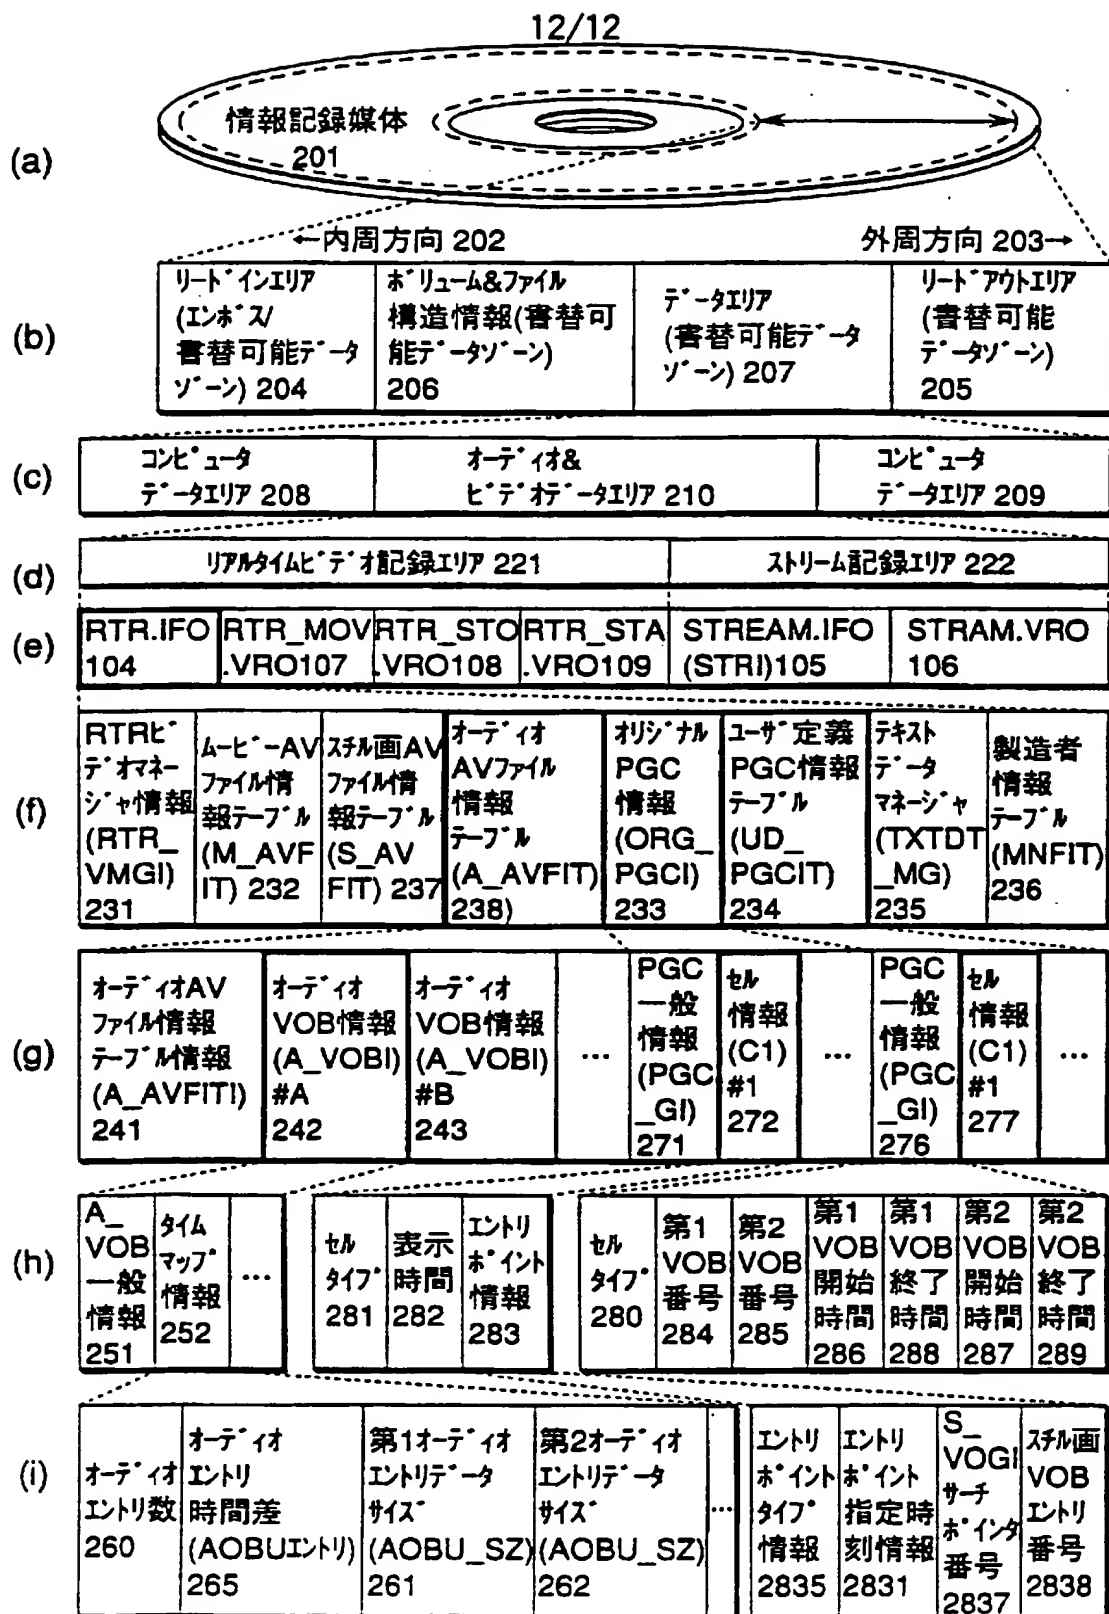 12/12
(a)
情報記録媒体
201
←内周方向 202
外周方向 203→
(b)
リードインエリア
(エンボス/
書替可能データ
ゾーン) 204
ボリューム&ファイル
構造情報(書替可
能データゾーン)
206
データエリア
(書替可能データ
ゾーン) 207
リードアウトエリア
(書替可能
データゾーン)
205
(c)
コンピュータ
データエリア 208
オーディオ&
ビデオデータエリア 210
コンピュータ
データエリア 209
(d)
リアルタイムビデオ記録エリア 221
ストリーム記録エリア 222
(e)
RTR.IFO
104
RTR_MOV
.VRO107
RTR_STO
.VRO108
RTR_STA
.VRO109
STREAM.IFO
(STRI)105
STRAM.VRO
106
(f)
RTRビ
デオマネー
ジャ情報
(RTR_
VMGI)
231
ムービーAV
ファイル情
報テーブル
(M_AVF
IT) 232
スチル画AV
ファイル情
報テーブル
(S_AV
FIT) 237
オーディオ
AVファイル
情報
テーブル
(A_AVFIT)
238)
オリジナル
PGC
情報
(ORG_
PGCI)
233
ユーザ定義
PGC情報
テーブル
(UD_
PGCIT)
234
テキスト
データ
マネージャ
(TXTDT
_MG)
235
製造者
情報
テーブル
(MNFIT)
236
(g)
オーディオAV
ファイル情報
テーブル情報
(A_AVFITI)
241
オーディオ
VOB情報
(A_VOBI)
#A
242
オーディオ
VOB情報
(A_VOBI)
#B
243
...
PGC
一般
情報
(PGC
_GI)
271
セル
情報
(C1)
#1
272
...
PGC
一般
情報
(PGC
_GI)
276
セル
情報
(C1)
#1
277
...
(h)
A_
VOB
一般
情報
251
タイム
マップ
情報
252
...
セル
タイプ
281
表示
時間
282
エントリ
ポイント
情報
283
セル
タイプ
280
第1
VOB
番号
284
第2
VOB
番号
285
第1
VOB
開始
時間
286
第1
VOB
終了
時間
288
第2
VOB
開始
時間
287
第2
VOB
終了
時間
289
(i)
オーディオ
エントリ数
260
オーディオ
エントリ
時間差
(AOBUエントリ)
265
第1オーディオ
エントリデータ
サイズ
(AOBU_SZ)
261
第2オーディオ
エントリデータ
サイズ
(AOBU_SZ)
262
...
エントリ
ポイント
タイプ
情報
2835
エントリ
ポイント
指定時
刻情報
2831
S_
VOGI
サーチ
ポインタ
番号
2837
スチル画
VOB
エントリ
番号
2838